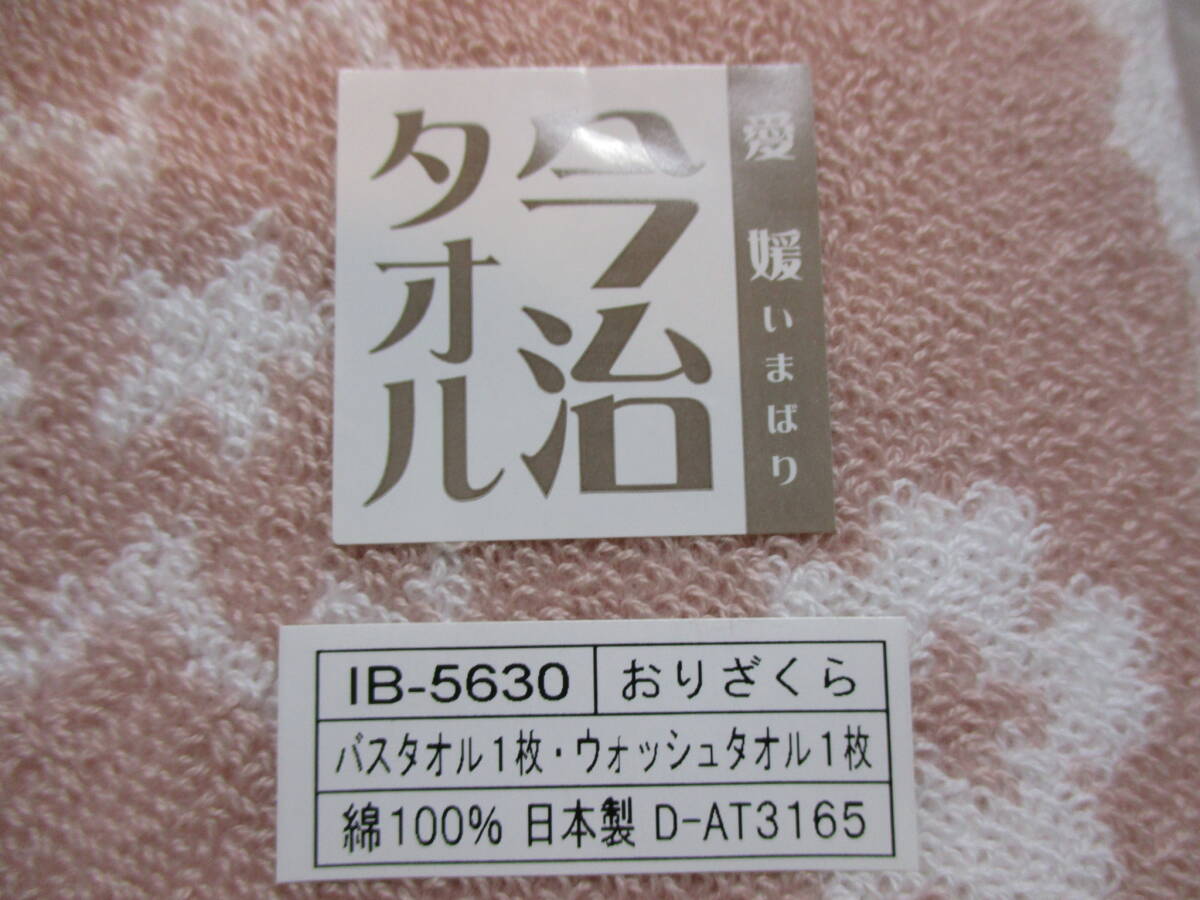 愛媛いまばり
今治
タオル
IB-5630 おりざくら
バスタオル1枚・ウォッシュタオル1枚
綿100% 日本製 D-AT3165